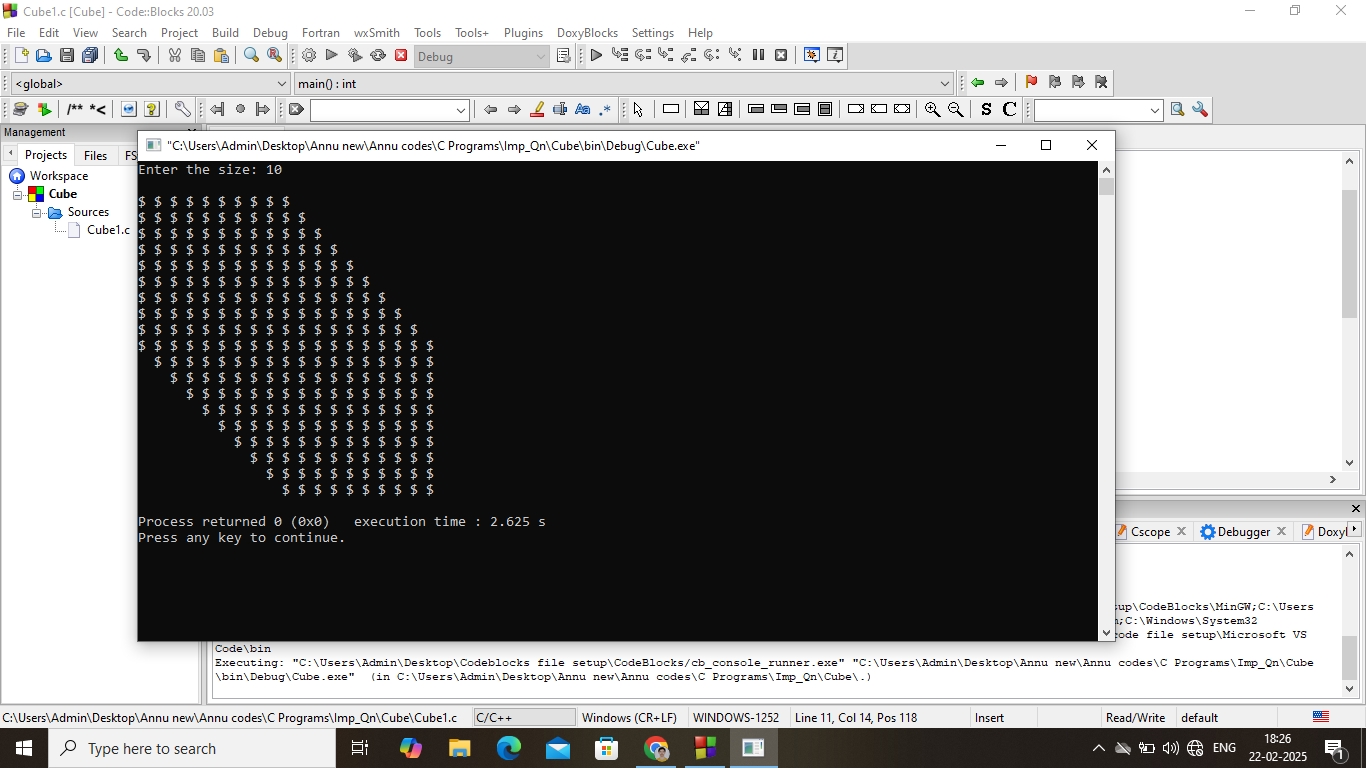 Cube1.c [Cube] - Code::Blocks 20.03
File Edit View Search Project Build Debug Fortran wxSmith Tools Tools+ Plugins DoxyBlocks Settings Help
Debug
<global> main() : int
/** *< ? Aa .* S C
Management
Projects Files FS
Workspace
Cube
Sources
Cube1.c
"C:\Users\Admin\Desktop\Annu new\Annu codes\C Programs\Imp_Qn\Cube\bin\Debug\Cube.exe"
Enter the size: 10
$ $ $ $ $ $ $ $ $ $
$ $ $ $ $ $ $ $ $ $ $
$ $ $ $ $ $ $ $ $ $ $ $
$ $ $ $ $ $ $ $ $ $ $ $ $
$ $ $ $ $ $ $ $ $ $ $ $ $ $
$ $ $ $ $ $ $ $ $ $ $ $ $ $ $
$ $ $ $ $ $ $ $ $ $ $ $ $ $ $ $
$ $ $ $ $ $ $ $ $ $ $ $ $ $ $ $ $
$ $ $ $ $ $ $ $ $ $ $ $ $ $ $ $ $ $
$ $ $ $ $ $ $ $ $ $ $ $ $ $ $ $ $ $ $
  $ $ $ $ $ $ $ $ $ $ $ $ $ $ $ $ $ $
    $ $ $ $ $ $ $ $ $ $ $ $ $ $ $ $ $
      $ $ $ $ $ $ $ $ $ $ $ $ $ $ $ $
        $ $ $ $ $ $ $ $ $ $ $ $ $ $ $
          $ $ $ $ $ $ $ $ $ $ $ $ $ $
            $ $ $ $ $ $ $ $ $ $ $ $ $
              $ $ $ $ $ $ $ $ $ $ $ $
                $ $ $ $ $ $ $ $ $ $ $
                  $ $ $ $ $ $ $ $ $ $
Process returned 0 (0x0)   execution time : 2.625 s
Press any key to continue.
Cscope Debugger Doxyl
up\CodeBlocks\MinGW;C:\Users
;C:\Windows\System32
ode file setup\Microsoft VS
Code\bin
Executing: "C:\Users\Admin\Desktop\Codeblocks file setup\CodeBlocks/cb_console_runner.exe" "C:\Users\Admin\Desktop\Annu new\Annu codes\C Programs\Imp_Qn\Cube
\bin\Debug\Cube.exe"  (in C:\Users\Admin\Desktop\Annu new\Annu codes\C Programs\Imp_Qn\Cube\.)
C:\Users\Admin\Desktop\Annu new\Annu codes\C Programs\Imp_Qn\Cube\Cube1.c C/C++ Windows (CR+LF) WINDOWS-1252 Line 11, Col 14, Pos 118 Insert Read/Write default
Type here to search
ENG
18:26
22-02-2025
1